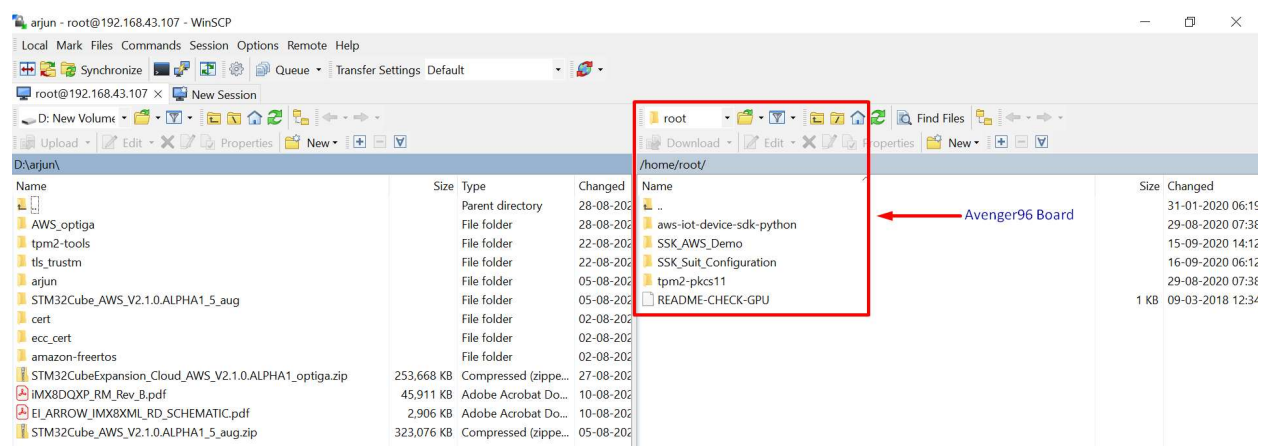 arjun - root@192.168.43.107 - WinSCP
Local Mark Files Commands Session Options Remote Help
Synchronize Queue Transfer Settings Default
root@192.168.43.107 × New Session
D: New Volume
root Find Files
Upload Edit Properties New
Download Edit Properties New
D:\arjun\
/home/root/
Name Size Type Changed
Name Size Changed
.. Parent directory 28-08-202
AWS_optiga File folder 28-08-202
tpm2-tools File folder 22-08-202
tls_trustm File folder 22-08-202
arjun File folder 05-08-202
STM32Cube_AWS_V2.1.0.ALPHA1_5_aug File folder 05-08-202
cert File folder 02-08-202
ecc_cert File folder 02-08-202
amazon-freertos File folder 02-08-202
STM32CubeExpansion_Cloud_AWS_V2.1.0.ALPHA1_optiga.zip 253,668 KB Compressed (zippe... 27-08-202
iMX8DQXP_RM_Rev_B.pdf 45,911 KB Adobe Acrobat Do... 10-08-202
EI_ARROW_IMX8XML_RD_SCHEMATIC.pdf 2,906 KB Adobe Acrobat Do... 10-08-202
STM32Cube_AWS_V2.1.0.ALPHA1_5_aug.zip 323,076 KB Compressed (zippe... 05-08-202
.. 31-01-2020 06:19
aws-iot-device-sdk-python 29-08-2020 07:38
SSK_AWS_Demo 15-09-2020 14:12
SSK_Suit_Configuration 16-09-2020 06:12
tpm2-pkcs11 29-08-2020 07:38
README-CHECK-GPU 1 KB 09-03-2018 12:34
Avenger96 Board